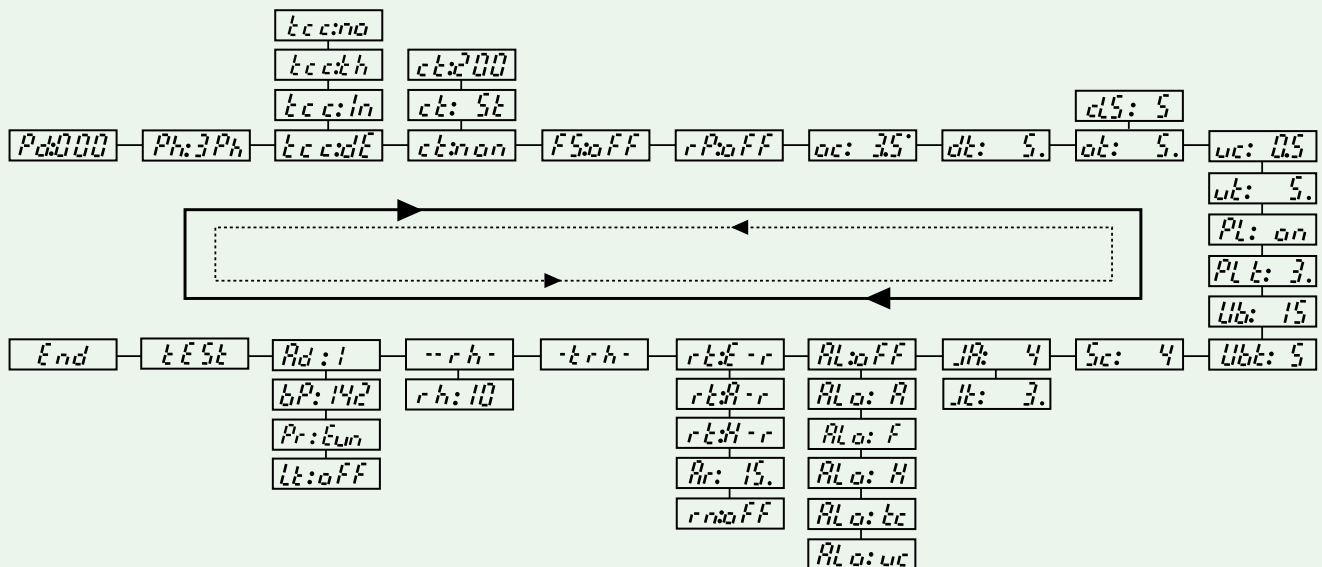 tcc:no
tcc:th
ct:200
tcc:In
ct: St
dS: 5
Pd:000
Ph:3Ph
tcc:dE
ct:non
FS:oFF
rP:oFF
oc: 3.5°
dt: 5.
ot: 5.
uc: 0.5
ut: 5.
PL: on
PLt: 3.
Ub: 15
End
tESt
Ad:1
--rh-
-trh-
rt:E-r
AL:oFF
JA: 4
Sc: 4
Ubt: 5
bP:142
rh:10
rt:A-r
ALo: A
Jt: 3.
Pr:Eun
rt:H-r
ALo: F
Lt:oFF
Ar: 15.
ALo: H
rn:oFF
ALo: tc
ALo: uc